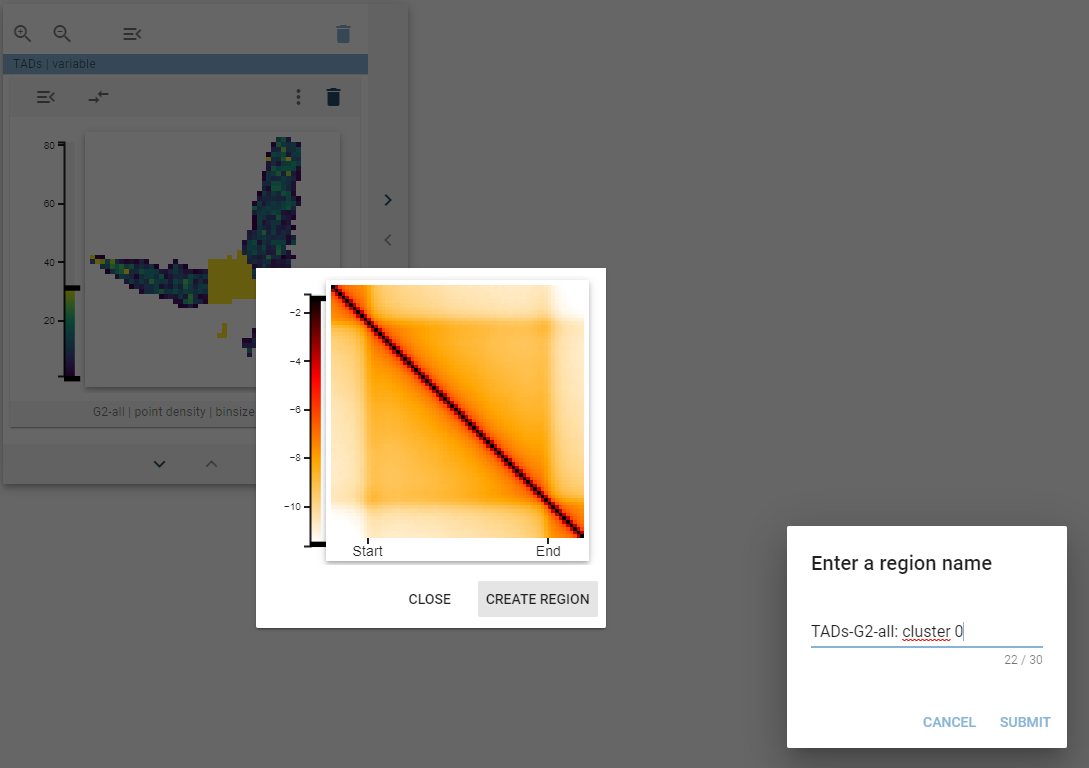 TADs | variable
80
60
40
20
G2-all | point density | binsize
−2
−4
−6
−8
−10
Start End
CLOSE CREATE REGION
Enter a region name
TADs-G2-all: cluster 0
22 / 30
CANCEL SUBMIT